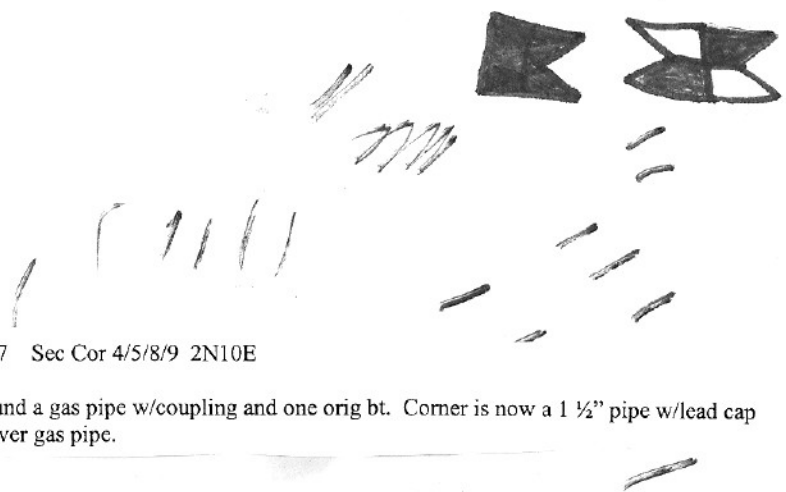 7 Sec Cor 4/5/8/9 2N10E
und a gas pipe w/coupling and one orig bt. Corner is now a 1 ½” pipe w/lead cap
ver gas pipe.